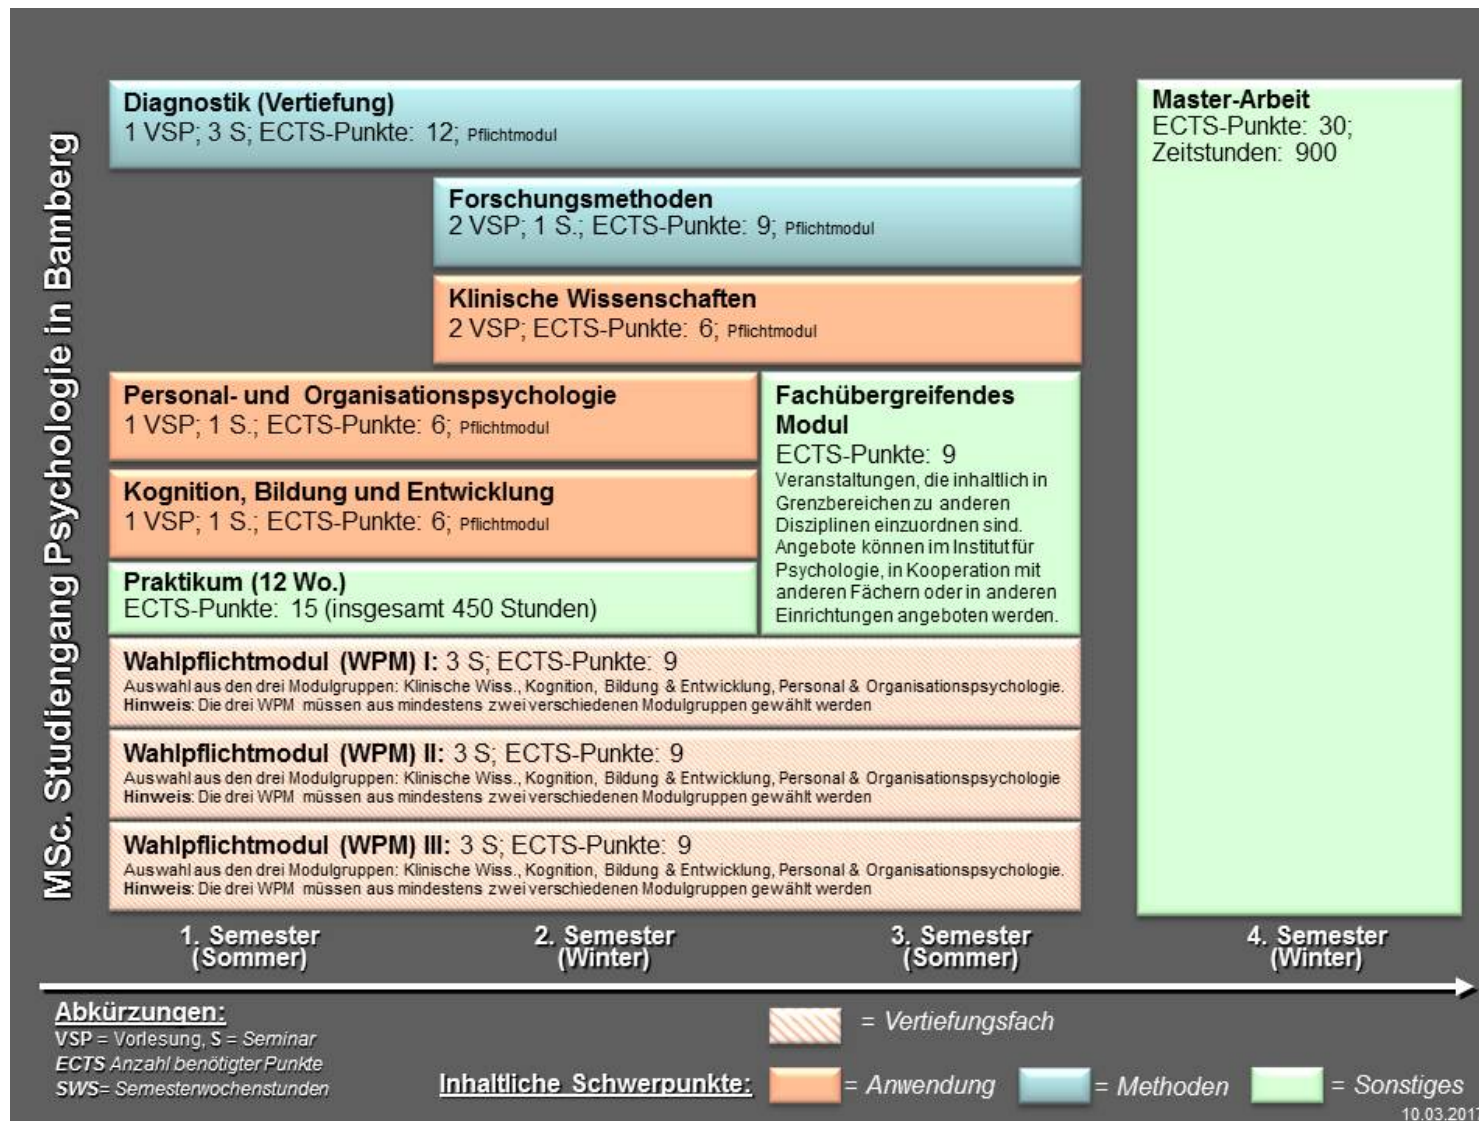 MSc. Studiengang Psychologie in Bamberg
Diagnostik (Vertiefung)
1 VSP; 3 S; ECTS-Punkte: 12; Pflichtmodul
Forschungsmethoden
2 VSP; 1 S.; ECTS-Punkte: 9; Pflichtmodul
Klinische Wissenschaften
2 VSP; ECTS-Punkte: 6; Pflichtmodul
Personal- und Organisationspsychologie
1 VSP; 1 S.; ECTS-Punkte: 6; Pflichtmodul
Kognition, Bildung und Entwicklung
1 VSP; 1 S.; ECTS-Punkte: 6; Pflichtmodul
Praktikum (12 Wo.)
ECTS-Punkte: 15 (insgesamt 450 Stunden)
Fachübergreifendes
Modul
ECTS-Punkte: 9
Veranstaltungen, die inhaltlich in
Grenzbereichen zu anderen
Disziplinen einzuordnen sind.
Angebote können im Institut für
Psychologie, in Kooperation mit
anderen Fächern oder in anderen
Einrichtungen angeboten werden.
Wahlpflichtmodul (WPM) I: 3 S; ECTS-Punkte: 9
Auswahl aus den drei Modulgruppen: Klinische Wiss., Kognition, Bildung & Entwicklung, Personal & Organisationspsychologie.
Hinweis: Die drei WPM müssen aus mindestens zwei verschiedenen Modulgruppen gewählt werden
Wahlpflichtmodul (WPM) II: 3 S; ECTS-Punkte: 9
Auswahl aus den drei Modulgruppen: Klinische Wiss., Kognition, Bildung & Entwicklung, Personal & Organisationspsychologie
Hinweis: Die drei WPM müssen aus mindestens zwei verschiedenen Modulgruppen gewählt werden
Wahlpflichtmodul (WPM) III: 3 S; ECTS-Punkte: 9
Auswahl aus den drei Modulgruppen: Klinische Wiss., Kognition, Bildung & Entwicklung, Personal & Organisationspsychologie.
Hinweis: Die drei WPM müssen aus mindestens zwei verschiedenen Modulgruppen gewählt werden
Master-Arbeit
ECTS-Punkte: 30;
Zeitstunden: 900
1. Semester
(Sommer)
2. Semester
(Winter)
3. Semester
(Sommer)
4. Semester
(Winter)
Abkürzungen:
VSP = Vorlesung, S = Seminar
ECTS Anzahl benötigter Punkte
SWS= Semesterwochenstunden
= Vertiefungsfach
Inhaltliche Schwerpunkte:
= Anwendung
= Methoden
= Sonstiges
10.03.2017